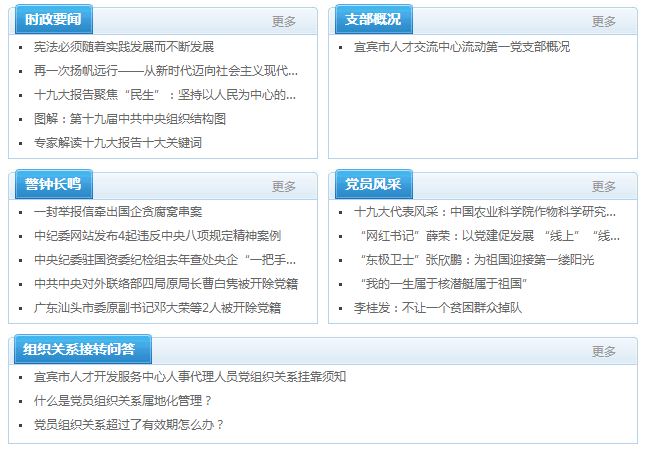 时政要闻
更多
宪法必须随着实践发展而不断发展
再一次扬帆远行——从新时代迈向社会主义现代...
十九大报告聚焦“民生”：坚持以人民为中心的...
图解：第十九届中共中央组织结构图
专家解读十九大报告十大关键词
支部概况
更多
宜宾市人才交流中心流动第一党支部概况
警钟长鸣
更多
一封举报信牵出国企贪腐窝串案
中纪委网站发布4起违反中央八项规定精神案例
中央纪委驻国资委纪检组去年查处央企“一把手...
中共中央对外联络部四局原局长曹白隽被开除党籍
广东汕头市委原副书记邓大荣等2人被开除党籍
党员风采
更多
十九大代表风采：中国农业科学院作物科学研究...
“网红书记”薛荣：以党建促发展 “线上”“线...
“东极卫士”张欣鹏：为祖国迎接第一缕阳光
“我的一生属于核潜艇属于祖国”
李桂发：不让一个贫困群众掉队
组织关系接转问答
更多
宜宾市人才开发服务中心人事代理人员党组织关系挂靠须知
什么是党员组织关系属地化管理？
党员组织关系超过了有效期怎么办？